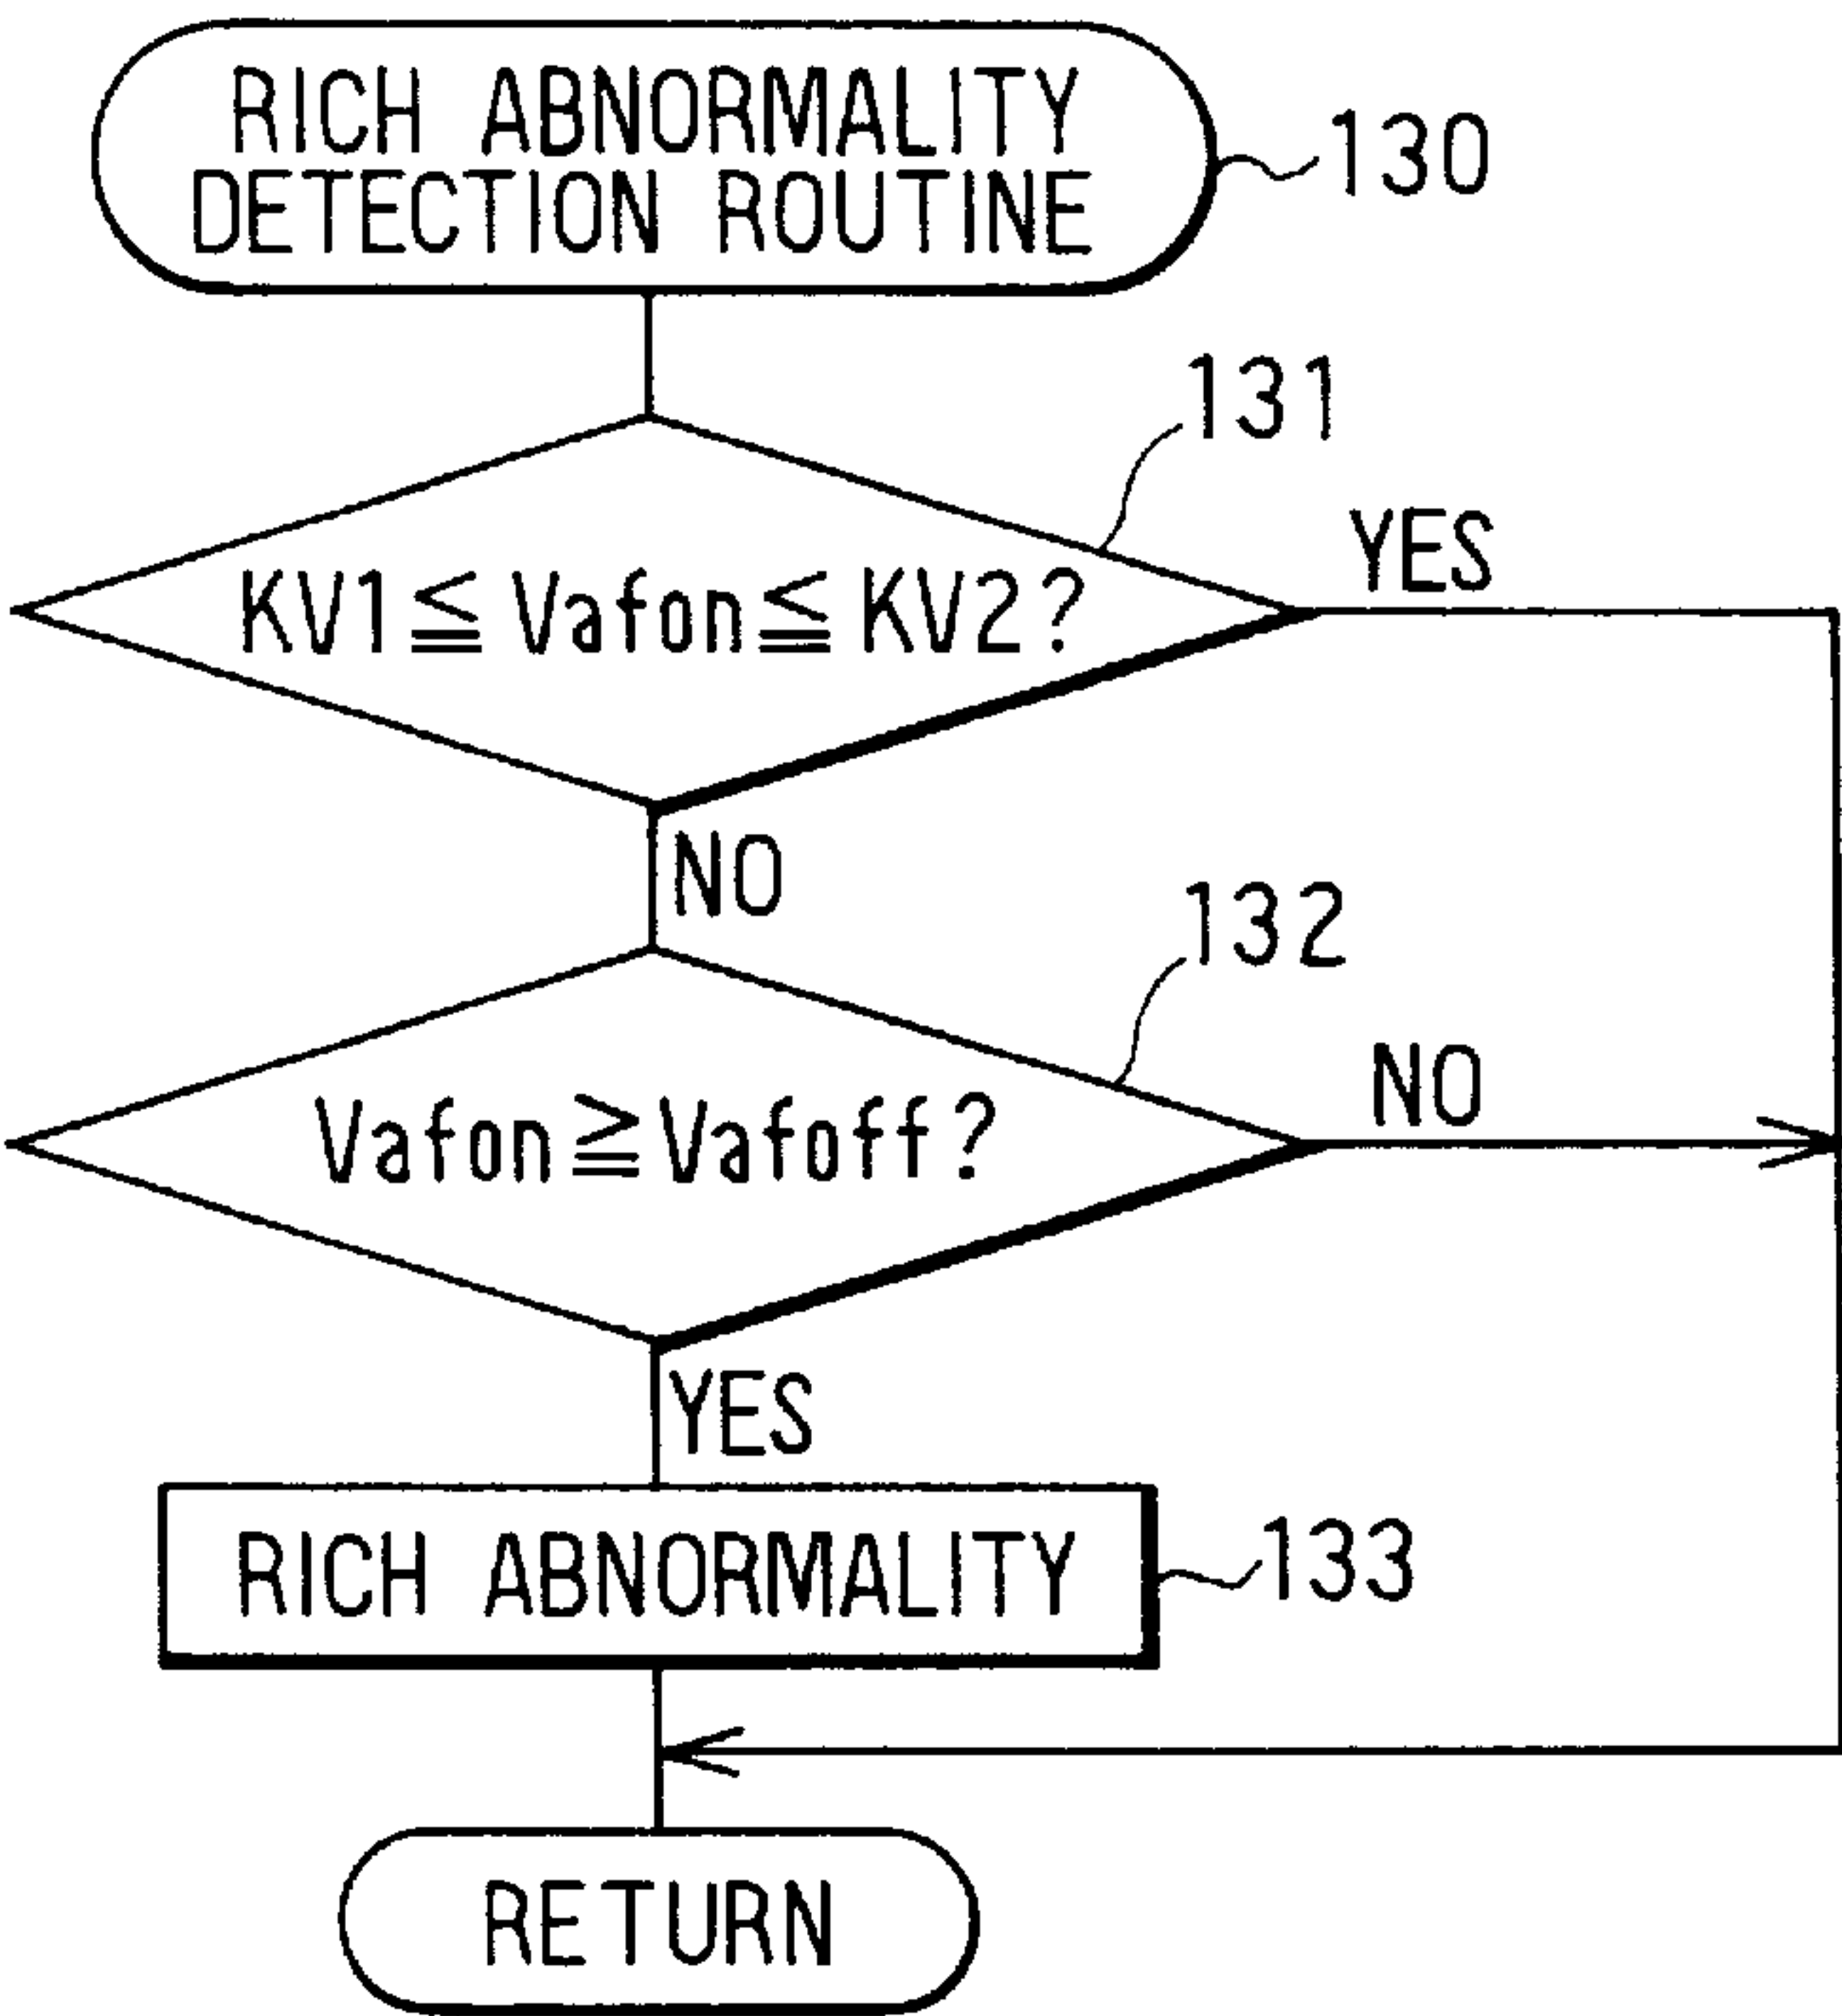 RICH ABNORMALITY
DETECTION ROUTINE
130
131
YES
KV1≦Vafon≦KV2?
NO
132
NO
Vafon≧Vafoff?
YES
RICH ABNORMALITY
133
RETURN